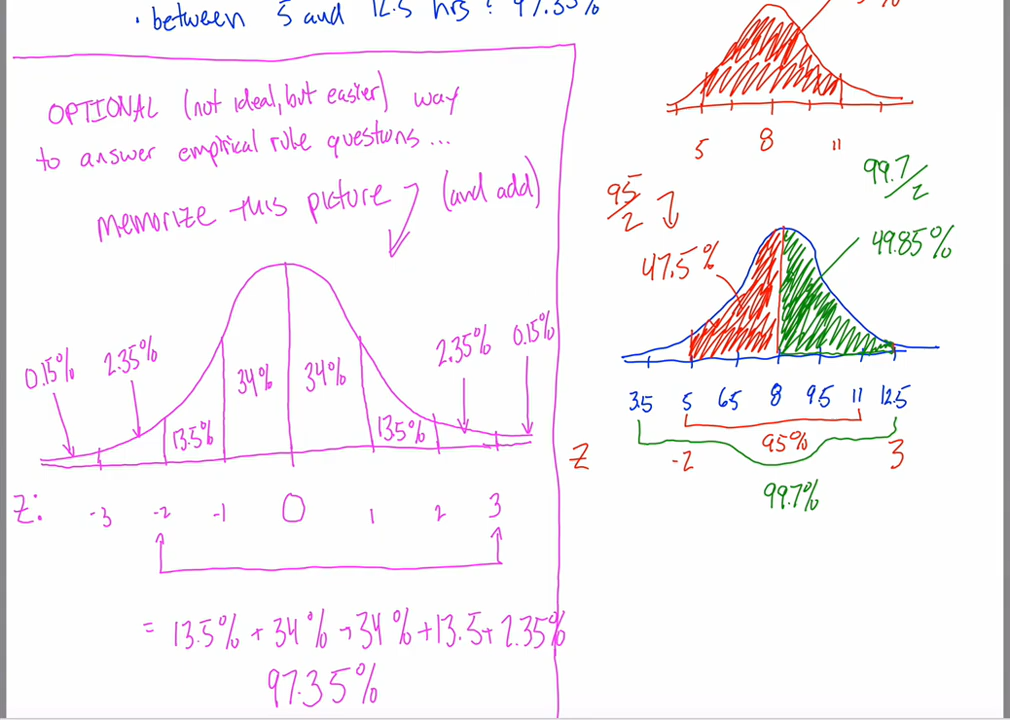 · between 5 and 12.5 hrs? 97.35%
OPTIONAL (not ideal, but easier) way
to answer empirical rule questions...
memorize this picture (and add)
0.15% 2.35% 34% 34% 2.35% 0.15%
13.5% 13.5%
Z: -3 -2 -1 0 1 2 3
= 13.5% + 34% + 34% + 13.5 + 2.35%
97.35%
5 8 11
95/2
99.7/2
47.5% 49.85%
3.5 5 6.5 8 9.5 11 12.5
95%
Z -2 3
99.7%